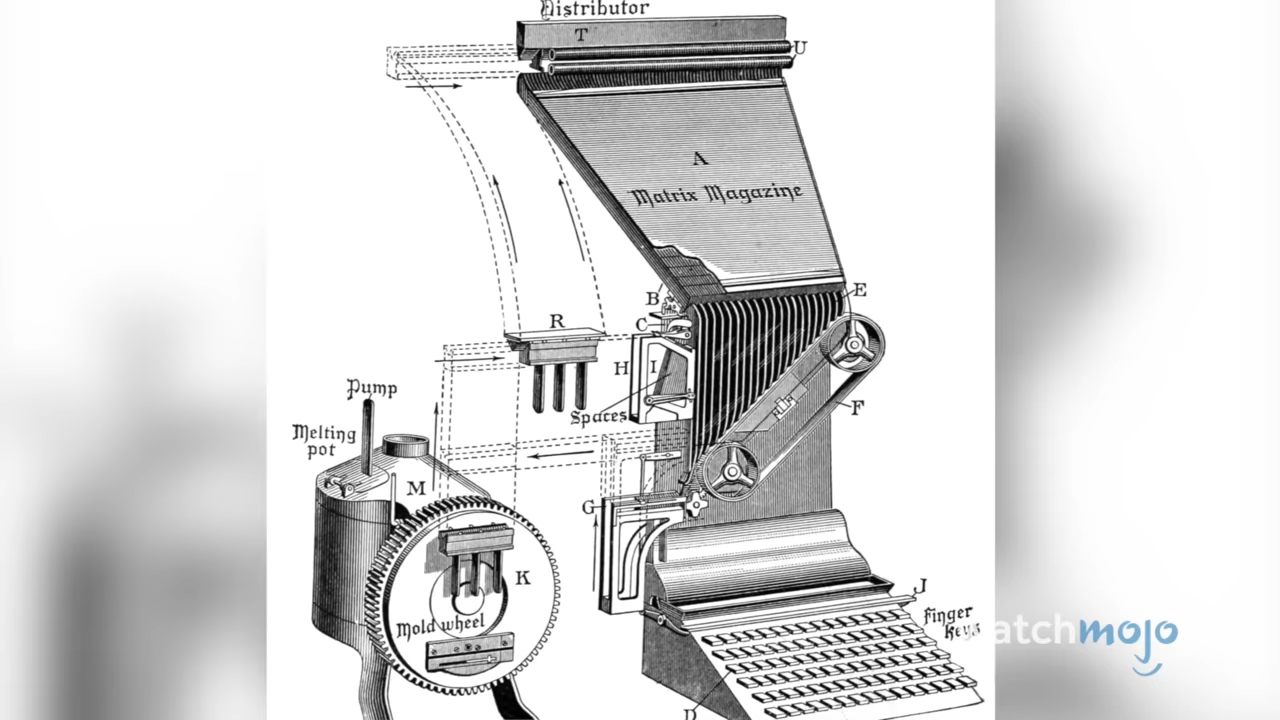 Distributor
T
U
A
Matrix Magazine
B
E
C
R
H
I
F
Spaces
Pump
Melting
pot
M
G
K
Mold wheel
J
Finger
Keys
D
atchmojo